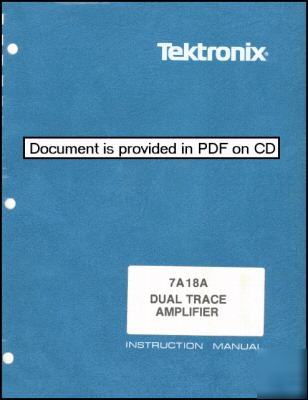 Tektronix®
Document is provided in PDF on CD
7A18A
DUAL TRACE
AMPLIFIER
INSTRUCTION MANUAL